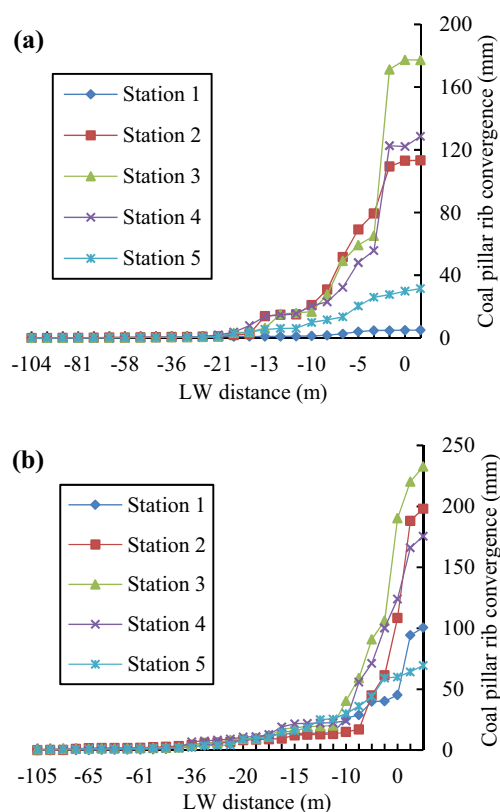 (a)
Station 1
Station 2
Station 3
Station 4
Station 5
200
160
120
80
40
0
Coal pillar rib convergence (mm)
-104 -81 -58 -36 -21 -13 -10 -5 0
LW distance (m)
(b)
Station 1
Station 2
Station 3
Station 4
Station 5
250
200
150
100
50
0
Coal pillar rib convergence (mm)
-105 -65 -61 -36 -20 -15 -10 0
LW distance (m)